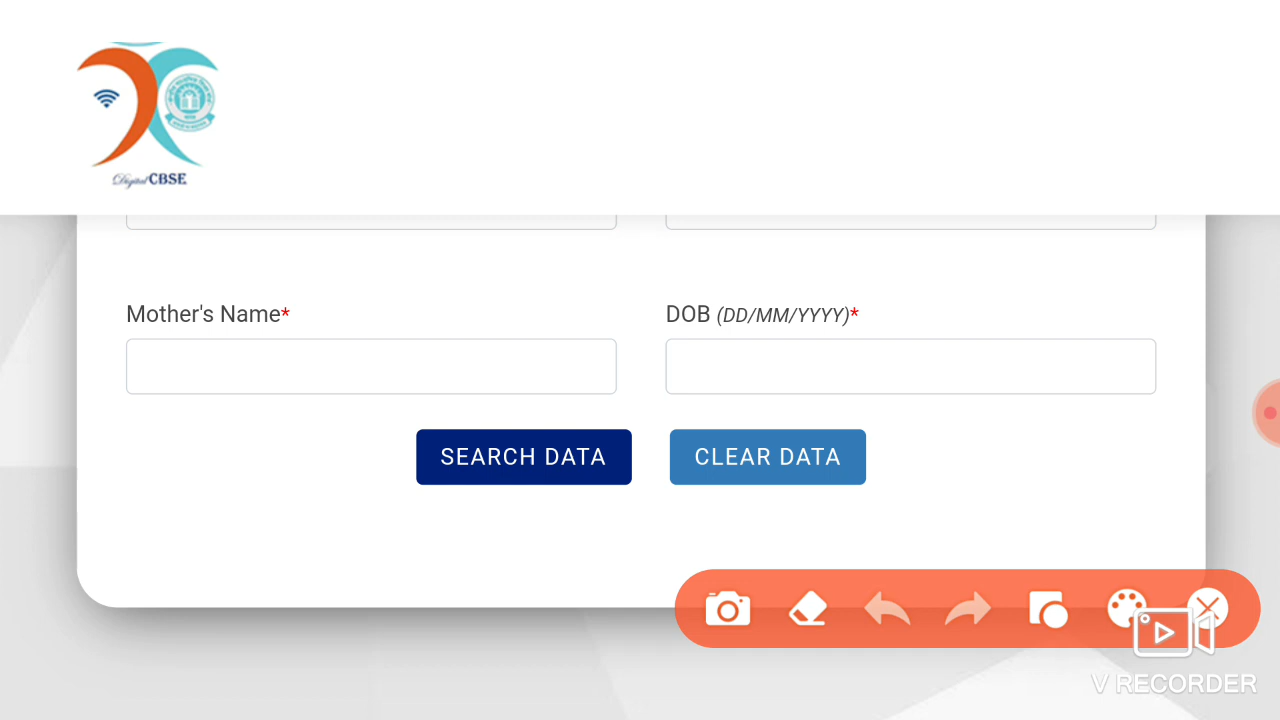 Digital CBSE
Mother's Name*
DOB (DD/MM/YYYY)*
SEARCH DATA
CLEAR DATA
V RECORDER